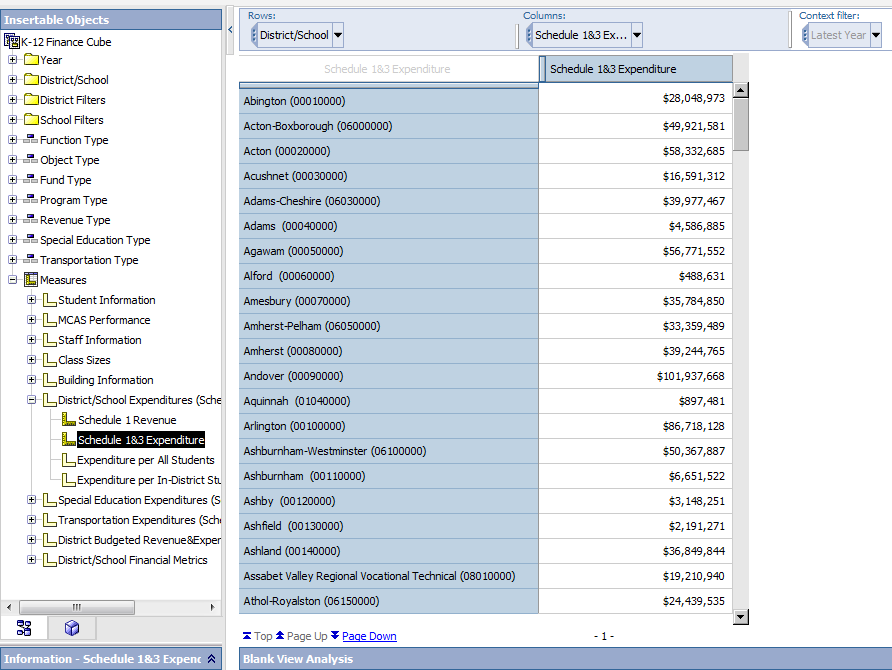 Insertable Objects
K-12 Finance Cube
Year
District/School
District Filters
School Filters
Function Type
Object Type
Fund Type
Program Type
Revenue Type
Special Education Type
Transportation Type
Measures
Student Information
MCAS Performance
Staff Information
Class Sizes
Building Information
District/School Expenditures (Sche
Schedule 1 Revenue
Schedule 1&3 Expenditure
Expenditure per All Students
Expenditure per In-District Stu
Special Education Expenditures (S
Transportation Expenditures (Sche
District Budgeted Revenue&Exper
District/School Financial Metrics
Information - Schedule 1&3 Expenc
Rows: Columns: Context filter:
District/School Schedule 1&3 Ex... Latest Year
Schedule 1&3 Expenditure Schedule 1&3 Expenditure
Abington (00010000) $28,048,973
Acton-Boxborough (06000000) $49,921,581
Acton (00020000) $58,332,685
Acushnet (00030000) $16,591,312
Adams-Cheshire (06030000) $39,977,467
Adams (00040000) $4,586,885
Agawam (00050000) $56,771,552
Alford (00060000) $488,631
Amesbury (00070000) $35,784,850
Amherst-Pelham (06050000) $33,359,489
Amherst (00080000) $39,244,765
Andover (00090000) $101,937,668
Aquinnah (01040000) $897,481
Arlington (00100000) $86,718,128
Ashburnham-Westminster (06100000) $50,367,887
Ashburnham (00110000) $6,651,522
Ashby (00120000) $3,148,251
Ashfield (00130000) $2,191,271
Ashland (00140000) $36,849,844
Assabet Valley Regional Vocational Technical (08010000) $19,210,940
Athol-Royalston (06150000) $24,439,535
Top Page Up Page Down - 1 -
Blank View Analysis